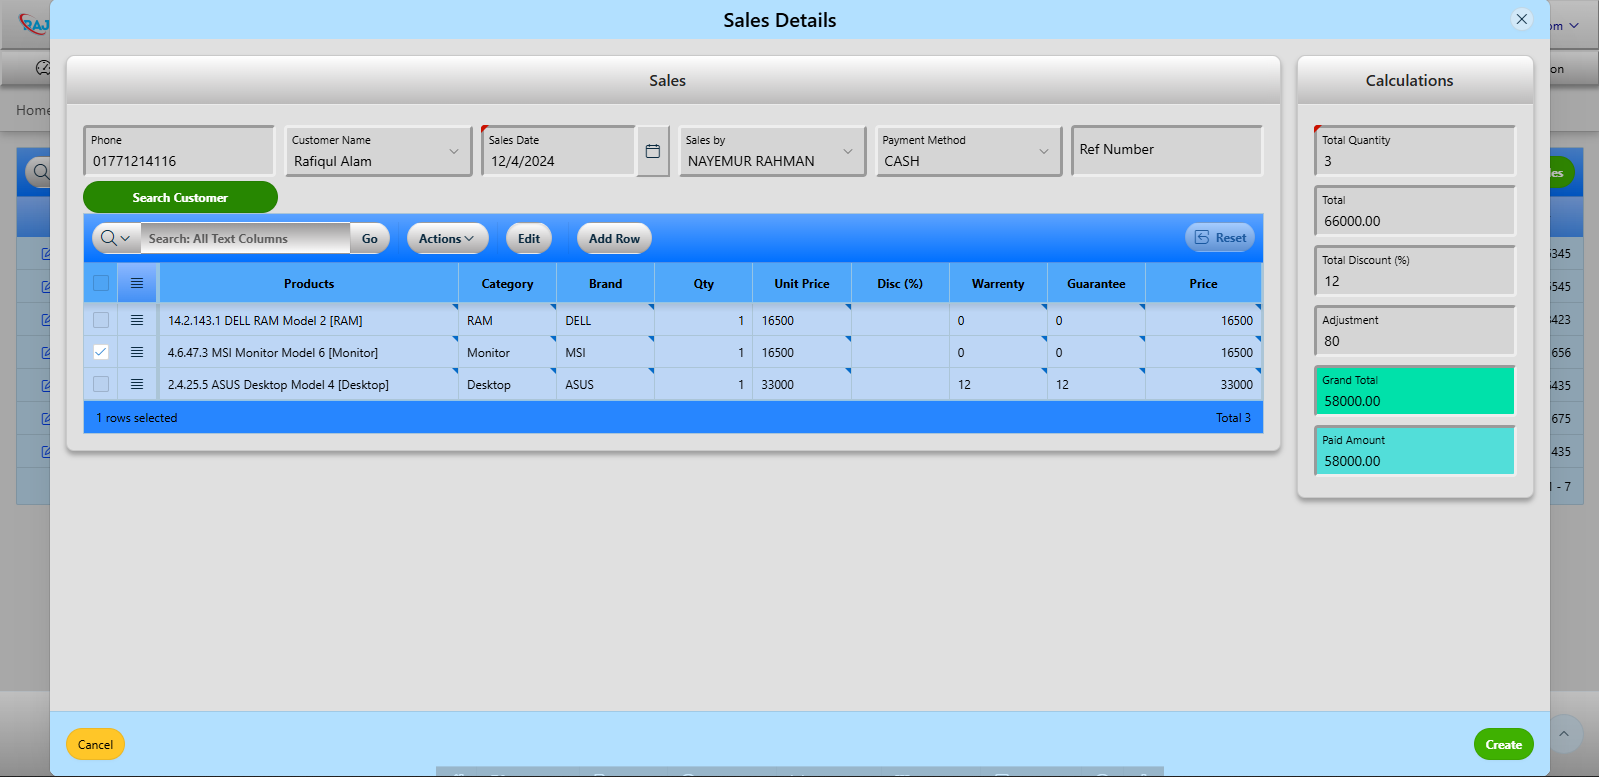 Sales Details
RAJ
om
on
Home
Sales
Calculations
Phone
01771214116
Customer Name
Rafiqul Alam
Sales Date
12/4/2024
Sales by
NAYEMUR RAHMAN
Payment Method
CASH
Ref Number
Search Customer
Search: All Text Columns
Go
Actions
Edit
Add Row
Reset
Products Category Brand Qty Unit Price Disc (%) Warrenty Guarantee Price
14.2.143.1 DELL RAM Model 2 [RAM] RAM DELL 1 16500 0 0 16500
4.6.47.3 MSI Monitor Model 6 [Monitor] Monitor MSI 1 16500 0 0 16500
2.4.25.5 ASUS Desktop Model 4 [Desktop] Desktop ASUS 1 33000 12 12 33000
1 rows selected Total 3
Total Quantity
3
Total
66000.00
Total Discount (%)
12
Adjustment
80
Grand Total
58000.00
Paid Amount
58000.00
les
345
545
423
656
435
675
435
1 - 7
Cancel
Create